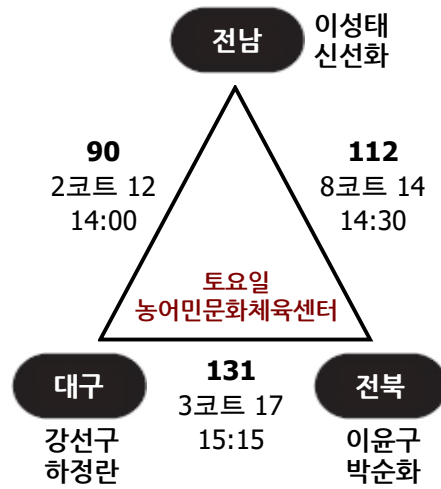 전남
이성태
신선화
90
2코트 12
14:00
112
8코트 14
14:30
토요일
농어민문화체육센터
대구
강선구
하정란
131
3코트 17
15:15
전북
이윤구
박순화